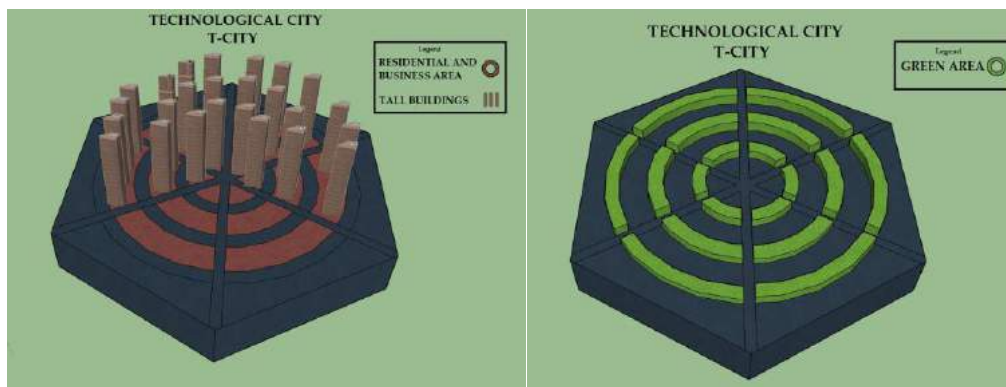 TECHNOLOGICAL CITY
T-CITY
Legend
RESIDENTIAL AND
BUSINESS AREA
TALL BUILDINGS
TECHNOLOGICAL CITY
T-CITY
Legend
GREEN AREA